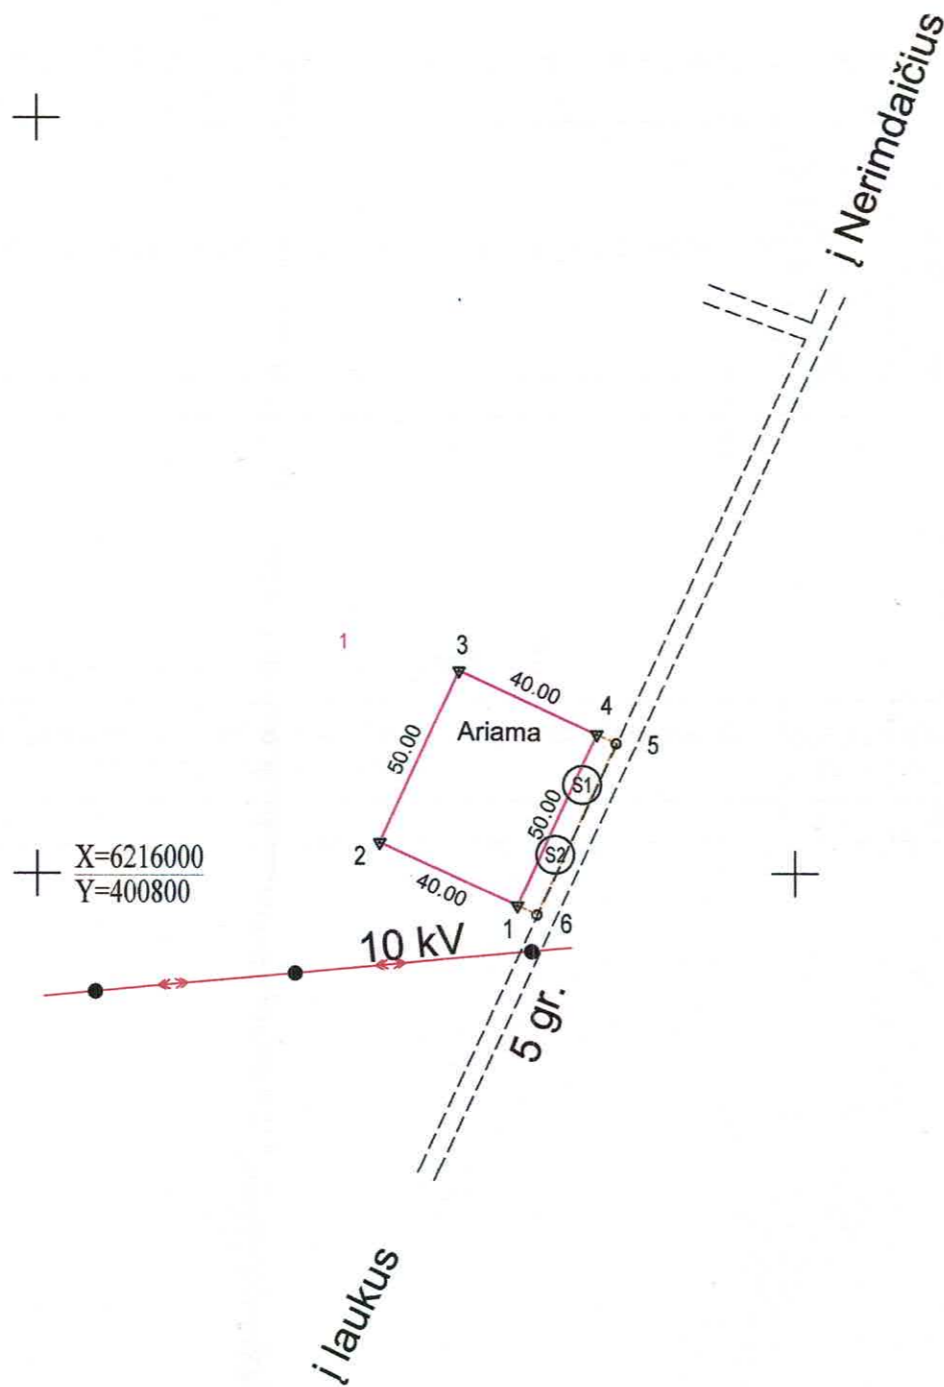 į Nerimdaičius
1
3
40.00
4
5
Ariama
50.00
S1
50.00
S2
2
X=6216000
Y=400800
40.00
1
6
10 kV
5 gr.
į laukus